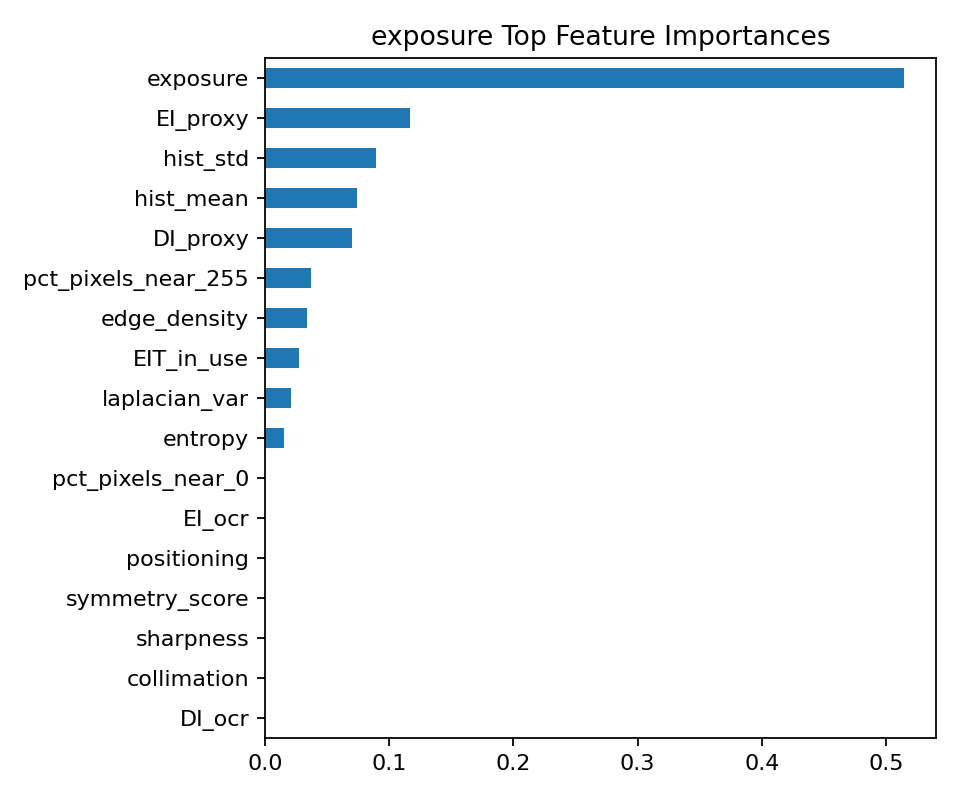 exposure Top Feature Importances
exposure
EI_proxy
hist_std
hist_mean
DI_proxy
pct_pixels_near_255
edge_density
EIT_in_use
laplacian_var
entropy
pct_pixels_near_0
EI_ocr
positioning
symmetry_score
sharpness
collimation
DI_ocr
0.0 0.1 0.2 0.3 0.4 0.5